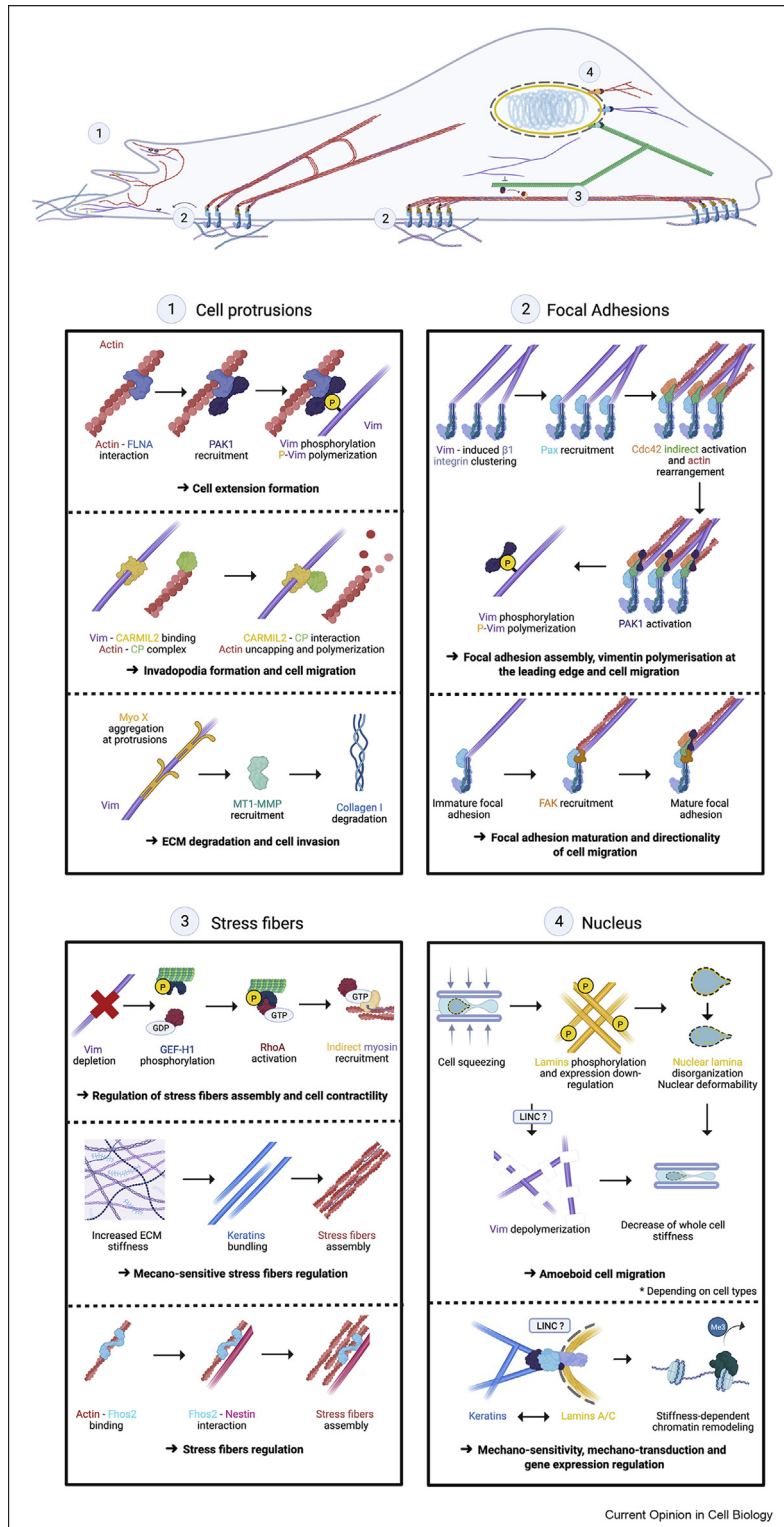 4
1
2
2
3
1 Cell protrusions
Actin
Actin - FLNA
interaction
PAK1
recruitment
P
Vim
Vim phosphorylation
P-Vim polymerization
→ Cell extension formation
Vim - CARMIL2 binding
Actin - CP complex
CARMIL2 - CP interaction
Actin uncapping and polymerization
→ Invadopodia formation and cell migration
Myo X
aggregation
at protrusions
Vim
MT1-MMP
recruitment
Collagen I
degradation
→ ECM degradation and cell invasion
2 Focal Adhesions
Vim - induced β1
integrin clustering
Pax recruitment
Cdc42 indirect activation
and actin
rearrangement
P
Vim phosphorylation
P-Vim polymerization
PAK1 activation
→ Focal adhesion assembly, vimentin polymerisation at
the leading edge and cell migration
Immature focal
adhesion
FAK recruitment
Mature focal
adhesion
→ Focal adhesion maturation and directionality
of cell migration
3 Stress fibers
P
GDP
P
GTP
GTP
Vim
depletion
GEF-H1
phosphorylation
RhoA
activation
Indirect myosin
recruitment
→ Regulation of stress fibers assembly and cell contractility
Increased ECM
stiffness
Keratins
bundling
Stress fibers
assembly
→ Mecano-sensitive stress fibers regulation
Actin - Fhos2
binding
Fhos2 - Nestin
interaction
Stress fibers
assembly
→ Stress fibers regulation
4 Nucleus
P
P
P
Cell squeezing
Lamins phosphorylation
and expression down-
regulation
Nuclear lamina
disorganization
Nuclear deformability
LINC ?
Vim depolymerization
Decrease of whole cell
stiffness
→ Amoeboid cell migration
* Depending on cell types
LINC ?
Me3
Keratins
Lamins A/C
Stiffness-dependent
chromatin remodeling
→ Mechano-sensitivity, mechano-transduction and
gene expression regulation
Current Opinion in Cell Biology